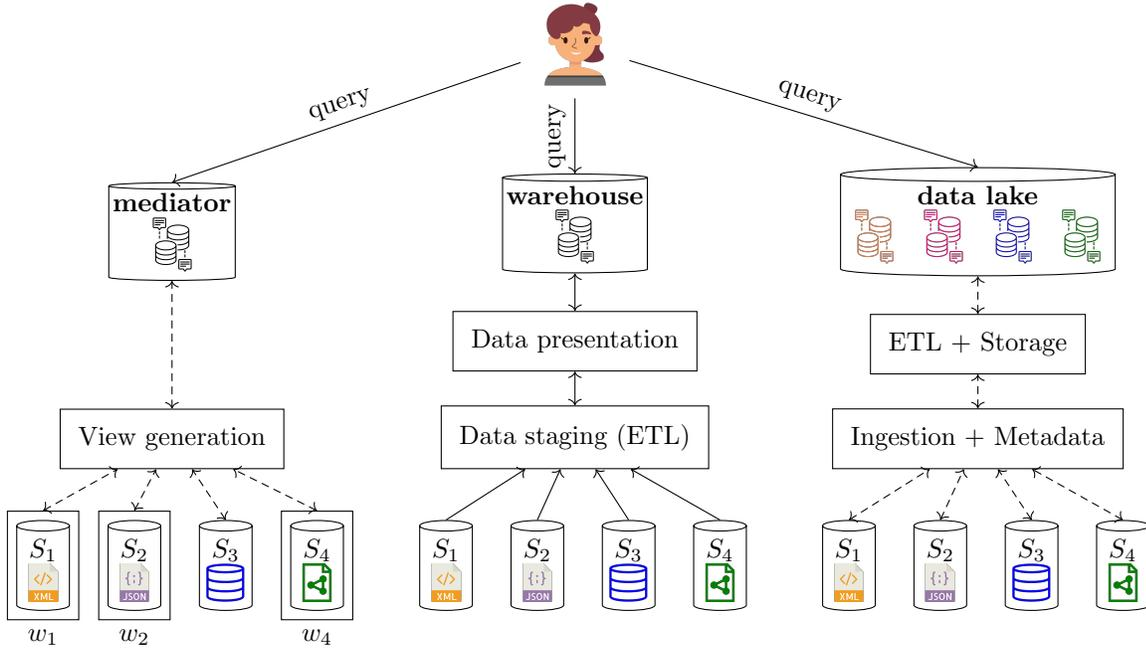 query
query
query
mediator
warehouse
data lake
Data presentation
ETL + Storage
View generation
Data staging (ETL)
Ingestion + Metadata
S1 S2 S3 S4
</> {;}
XML JSON
S1 S2 S3 S4
</> {;}
XML JSON
S1 S2 S3 S4
</> {;}
XML JSON
w1 w2 w4